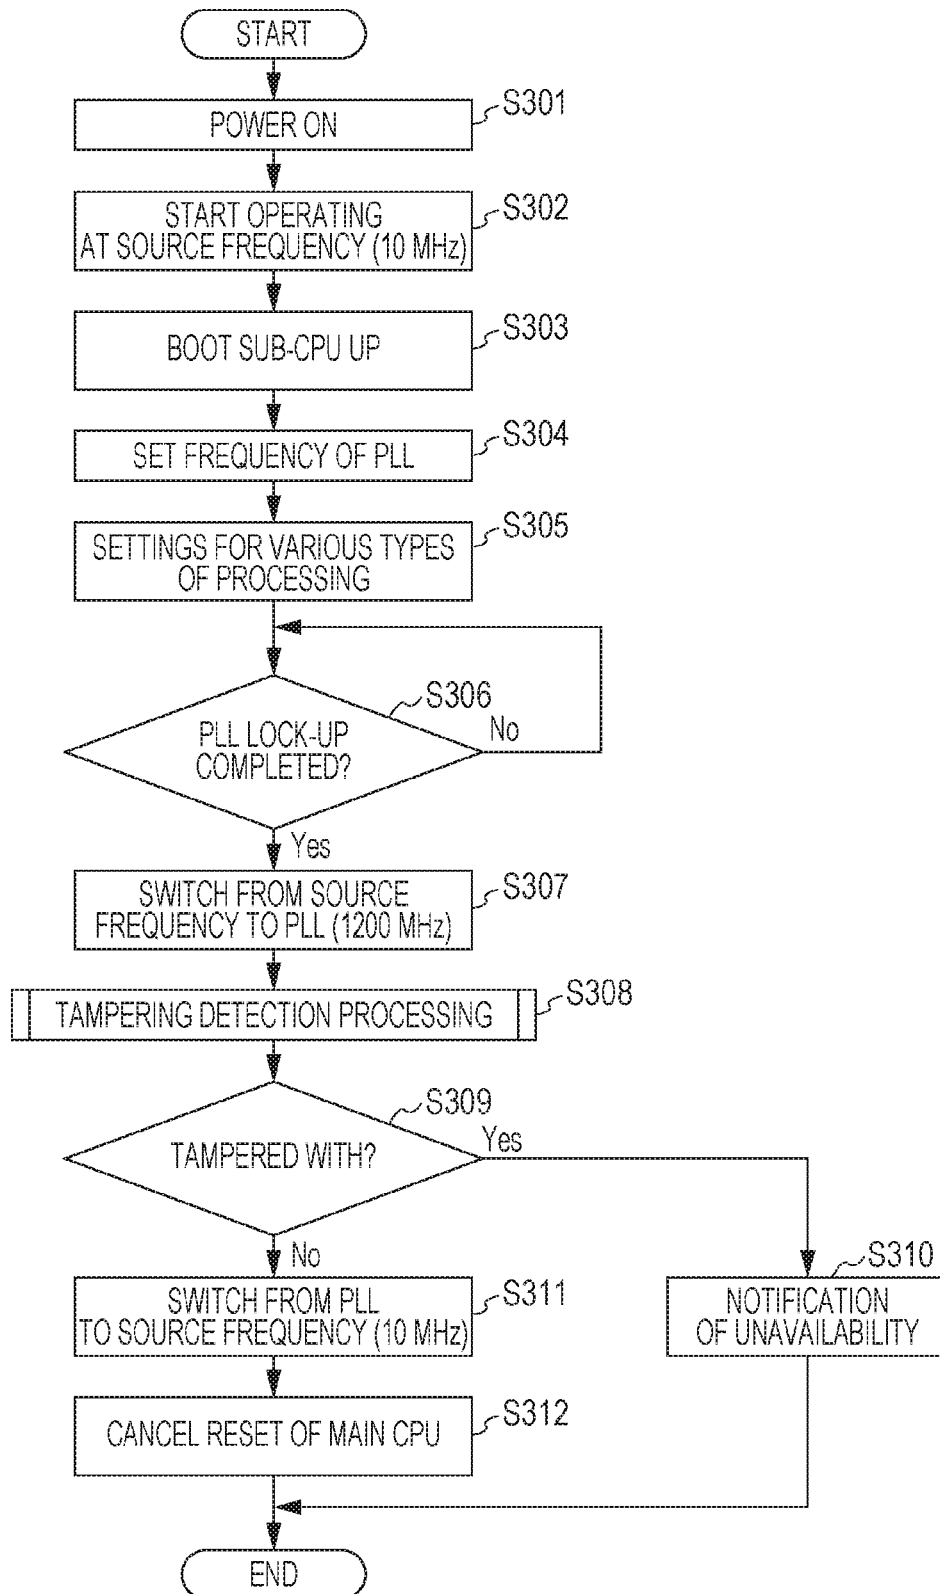 START
POWER ON
S301
START OPERATING
AT SOURCE FREQUENCY (10 MHz)
S302
BOOT SUB-CPU UP
S303
SET FREQUENCY OF PLL
S304
SETTINGS FOR VARIOUS TYPES
OF PROCESSING
S305
S306
PLL LOCK-UP
COMPLETED?
No
Yes
SWITCH FROM SOURCE
FREQUENCY TO PLL (1200 MHz)
S307
TAMPERING DETECTION PROCESSING
S308
S309
TAMPERED WITH?
Yes
No
S310
NOTIFICATION
OF UNAVAILABILITY
SWITCH FROM PLL
TO SOURCE FREQUENCY (10 MHz)
S311
CANCEL RESET OF MAIN CPU
S312
END